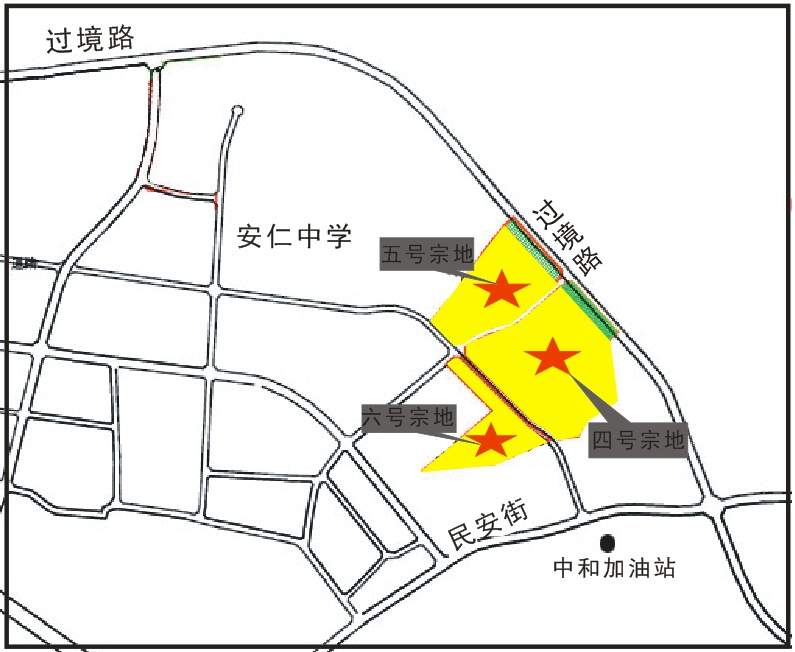 过境路
过境路
安仁中学
五号宗地
六号宗地
四号宗地
民安街
中和加油站